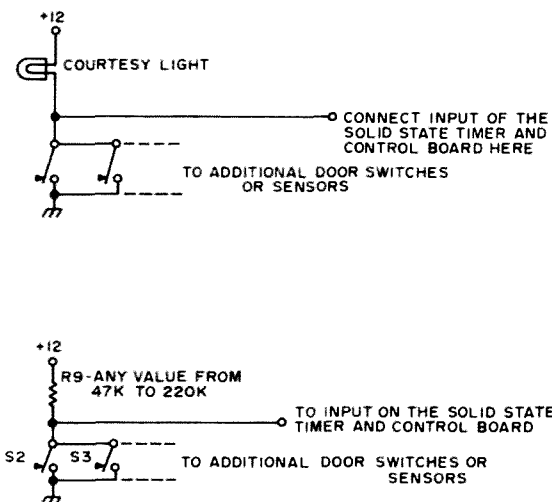 +12
COURTESY LIGHT
CONNECT INPUT OF THE
SOLID STATE TIMER AND
CONTROL BOARD HERE
TO ADDITIONAL DOOR SWITCHES
OR SENSORS
+12
R9-ANY VALUE FROM
47K TO 220K
TO INPUT ON THE SOLID STATE
TIMER AND CONTROL BOARD
S2
S3
TO ADDITIONAL DOOR SWITCHES OR
SENSORS